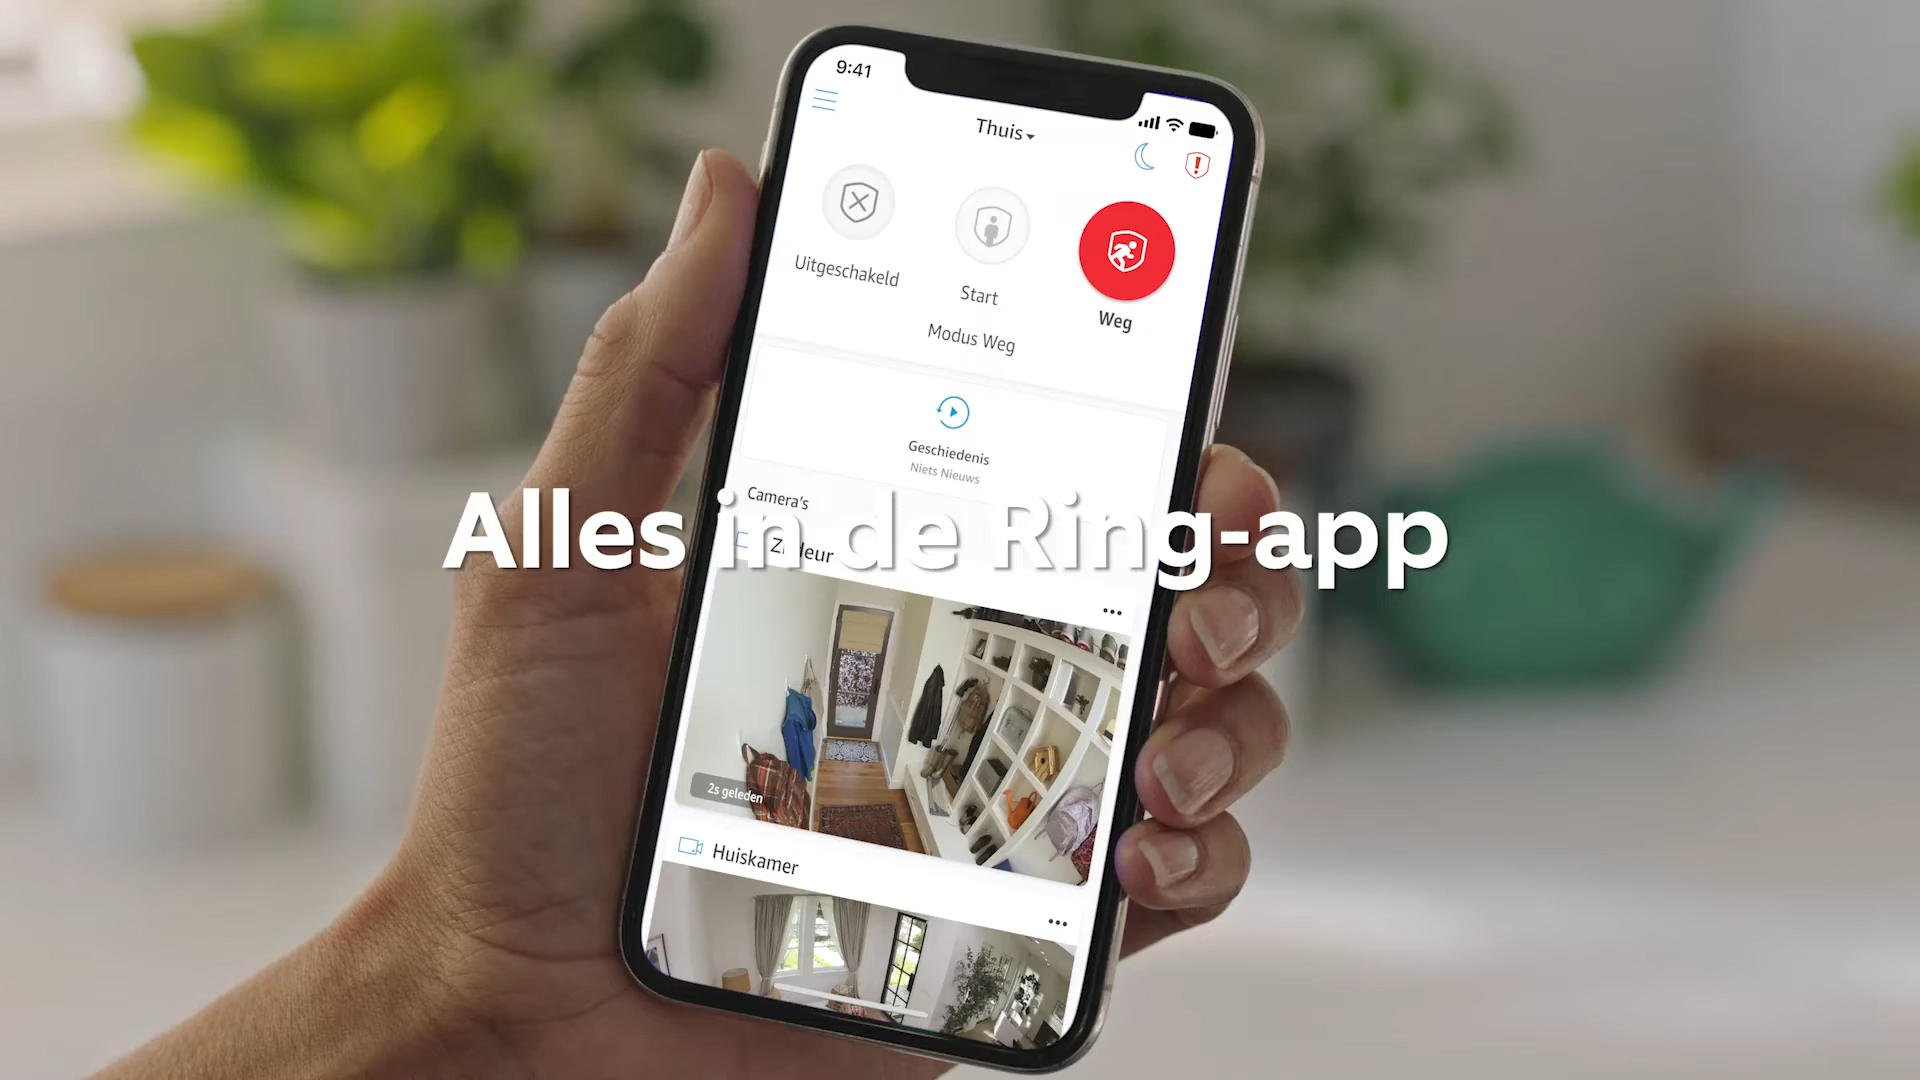 9:41
Thuis
Uitgeschakeld
Start
Weg
Modus Weg
Geschiedenis
Niets Nieuws
Camera's
Alles in de Ring-app
2s geleden
Huiskamer